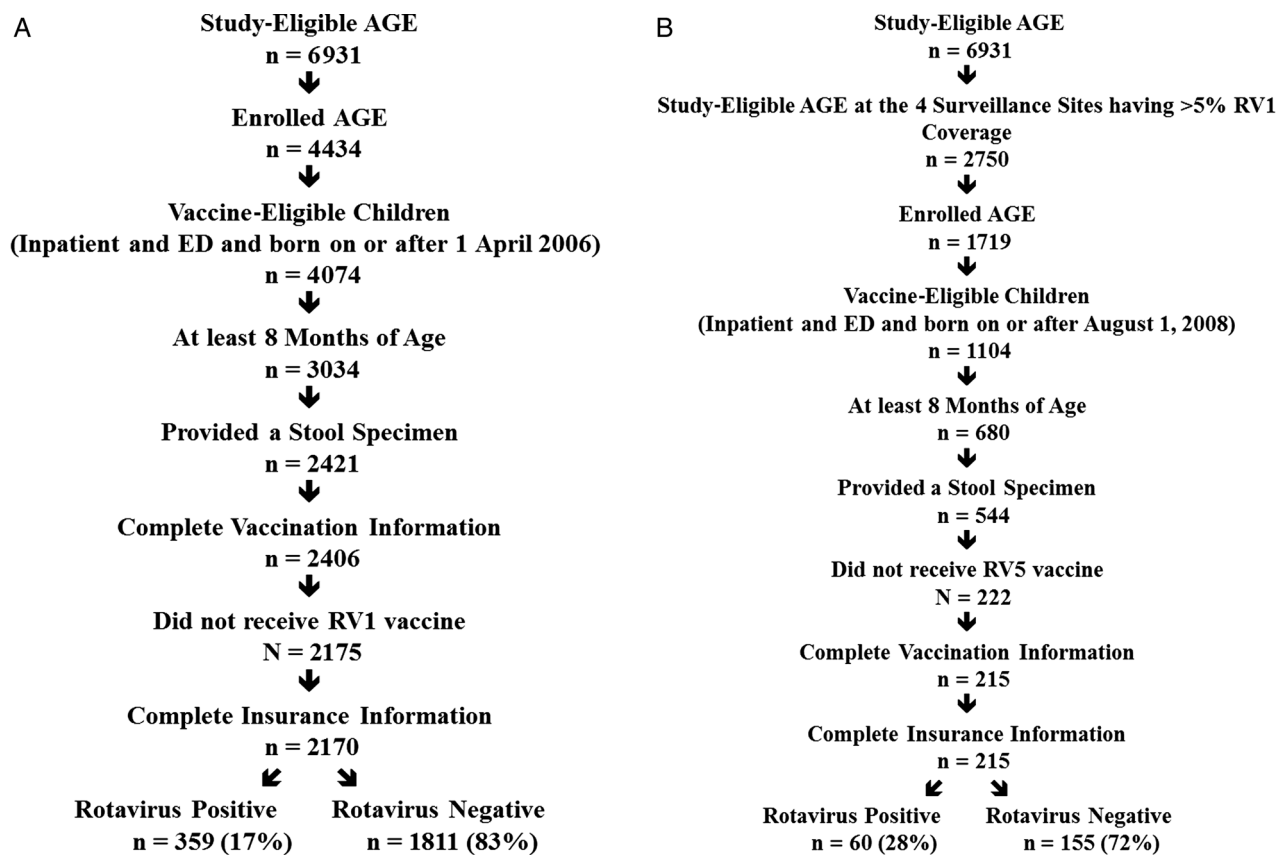 A
Study-Eligible AGE
n = 6931
Enrolled AGE
n = 4434
Vaccine-Eligible Children
(Inpatient and ED and born on or after 1 April 2006)
n = 4074
At least 8 Months of Age
n = 3034
Provided a Stool Specimen
n = 2421
Complete Vaccination Information
n = 2406
Did not receive RV1 vaccine
N = 2175
Complete Insurance Information
n = 2170
Rotavirus Positive
n = 359 (17%)
Rotavirus Negative
n = 1811 (83%)
B
Study-Eligible AGE
n = 6931
Study-Eligible AGE at the 4 Surveillance Sites having >5% RV1
Coverage
n = 2750
Enrolled AGE
n = 1719
Vaccine-Eligible Children
(Inpatient and ED and born on or after August 1, 2008)
n = 1104
At least 8 Months of Age
n = 680
Provided a Stool Specimen
n = 544
Did not receive RV5 vaccine
N = 222
Complete Vaccination Information
n = 215
Complete Insurance Information
n = 215
Rotavirus Positive
n = 60 (28%)
Rotavirus Negative
n = 155 (72%)